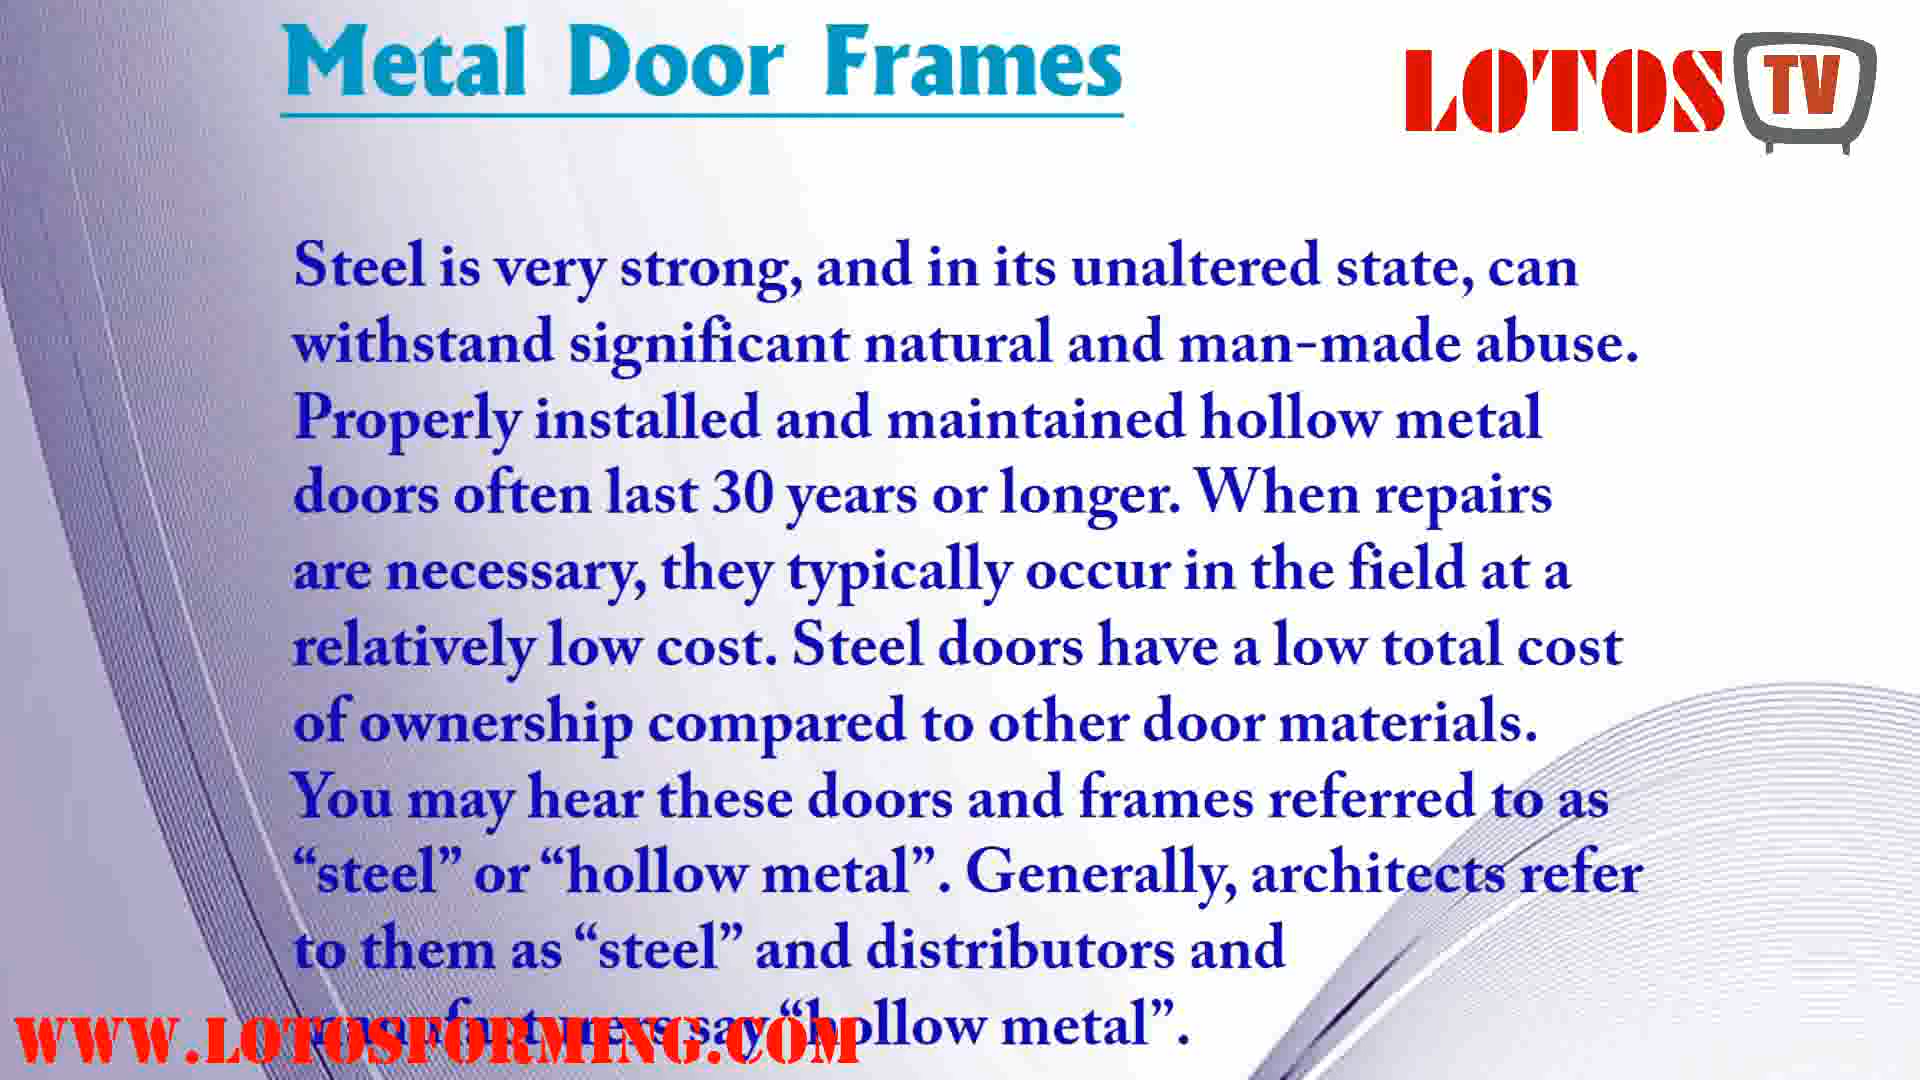 Metal Door Frames
LOTOS TV
Steel is very strong, and in its unaltered state, can
withstand significant natural and man-made abuse.
Properly installed and maintained hollow metal
doors often last 30 years or longer. When repairs
are necessary, they typically occur in the field at a
relatively low cost. Steel doors have a low total cost
of ownership compared to other door materials.
You may hear these doors and frames referred to as
“steel” or “hollow metal”. Generally, architects refer
to them as “steel” and distributors and
manufacturers say “hollow metal”.
WWW.LOTOSFORMING.COM